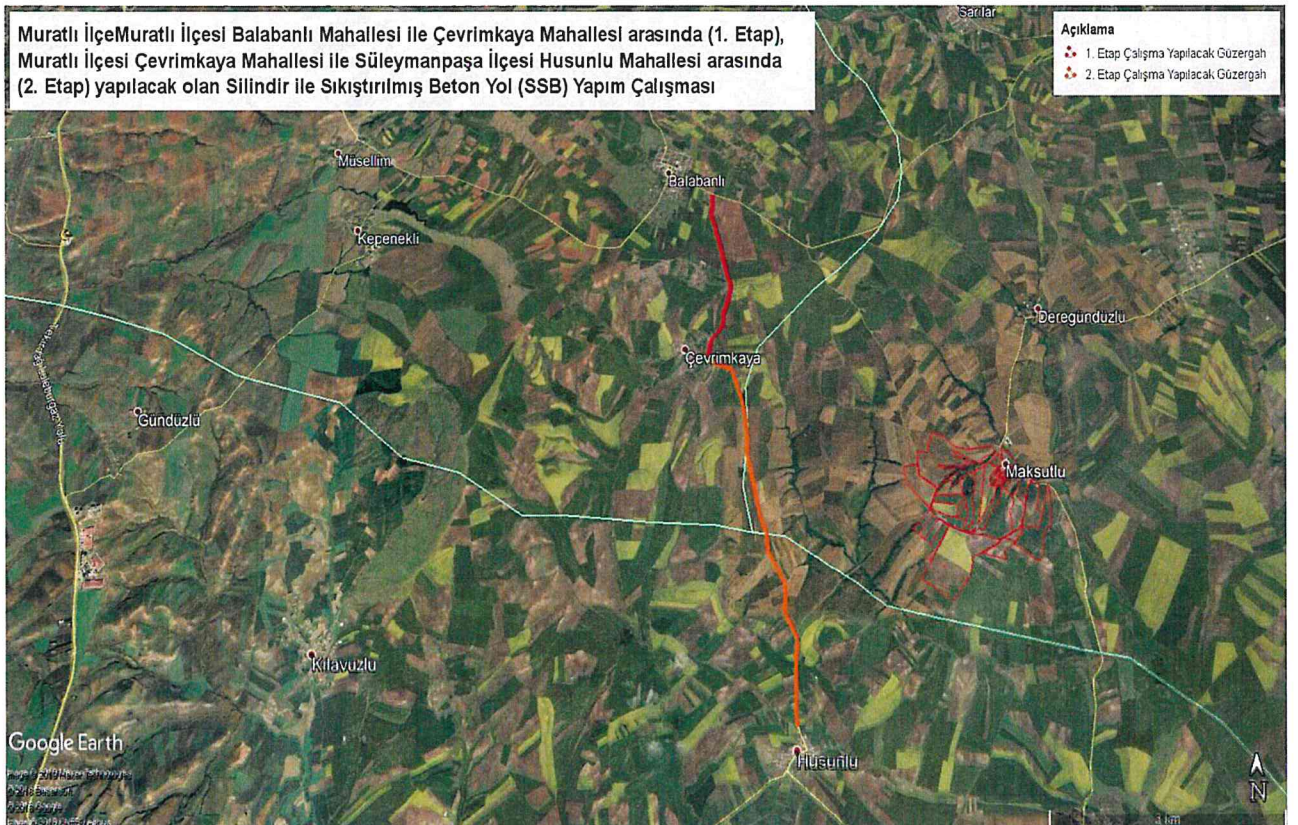 Muratlı İlçeMuratlı İlçesi Balabanlı Mahallesi ile Çevrimkaya Mahallesi arasında (1. Etap),
Muratlı İlçesi Çevrimkaya Mahallesi ile Süleymanpaşa İlçesi Husunlu Mahallesi arasında
(2. Etap) yapılacak olan Silindir ile Sıkıştırılmış Beton Yol (SSB) Yapım Çalışması
Açıklama
1. Etap Çalışma Yapılacak Güzergah
2. Etap Çalışma Yapılacak Güzergah
Sarılar
Müsellim
Balabanlı
Kepenekli
Deregündüzlü
Çevrimkaya
Gündüzlü
Maksutlu
Kılavuzlu
Husunlu
Google Earth
N
3 km